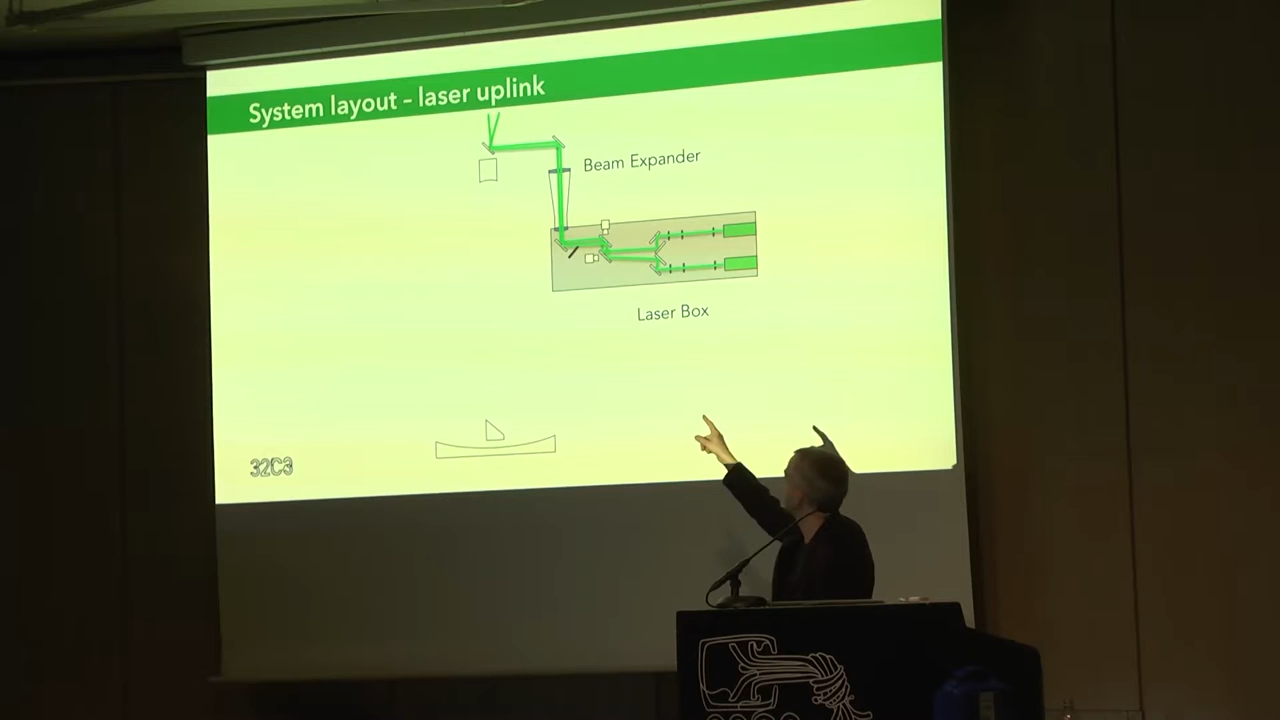 System layout – laser uplink
Beam Expander
Laser Box
32C3